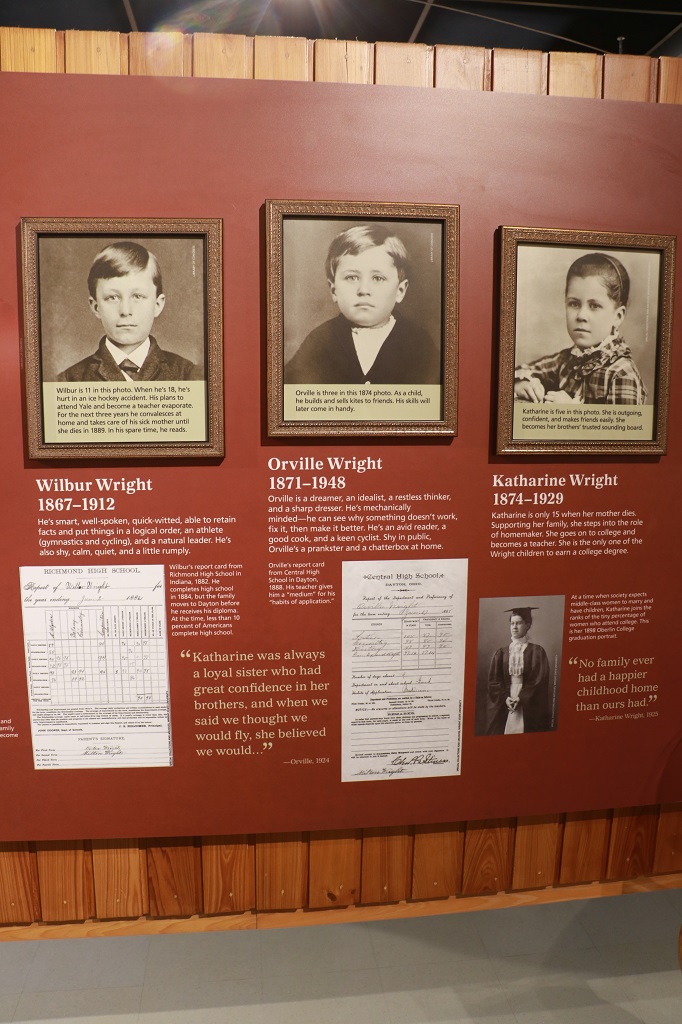 Wilbur is 11 in this photo. When he's 18, he's
hurt in an ice hockey accident. His plans to
attend Yale and become a teacher evaporate.
For the next three years he convalesces at
home and takes care of his sick mother until
she dies in 1889. In his spare time, he reads.
Wilbur Wright
1867–1912
He's smart, well-spoken, quick-witted, able to retain
facts and put things in a logical order, an athlete
(gymnastics and cycling), and a natural leader. He's
also shy, calm, quiet, and a little rumply.
RICHMOND HIGH SCHOOL
Report of Wilbur Wright for
the year ending June 1882
PARENT'S SIGNATURE
Milton Wright
Wilbur's report card from
Richmond High School in
Indiana, 1882. He
completes high school
in 1884, but the family
moves to Dayton before
he receives his diploma.
At the time, less than 10
percent of Americans
complete high school.
"Katharine was always
a loyal sister who had
great confidence in her
brothers, and when we
said we thought we
would fly, she believed
we would..."
—Orville, 1924
and
amily
ecome
Orville is three in this 1874 photo. As a child,
he builds and sells kites to friends. His skills will
later come in handy.
Orville Wright
1871–1948
Orville is a dreamer, an idealist, a restless thinker,
and a sharp dresser. He's mechanically
minded—he can see why something doesn't work,
fix it, then make it better. He's an avid reader, a
good cook, and a keen cyclist. Shy in public,
Orville's a prankster and a chatterbox at home.
Orville's report card
from Central High
School in Dayton,
1888. His teacher gives
him a "medium" for his
"habits of application."
Central High School
DAYTON, OHIO.
Milton Wright
Katharine is five in this photo. She is outgoing,
confident, and makes friends easily. She
becomes her brothers' trusted sounding board.
Katharine Wright
1874–1929
Katharine is only 15 when her mother dies.
Supporting her family, she steps into the role
of homemaker. She goes on to college and
becomes a teacher. She is the only one of the
Wright children to earn a college degree.
At a time when society expects
middle-class women to marry and
have children, Katharine joins the
ranks of the tiny percentage of
women who attend college. This
is her 1898 Oberlin College
graduation portrait.
"No family ever
had a happier
childhood home
than ours had."
—Katharine Wright, 1925